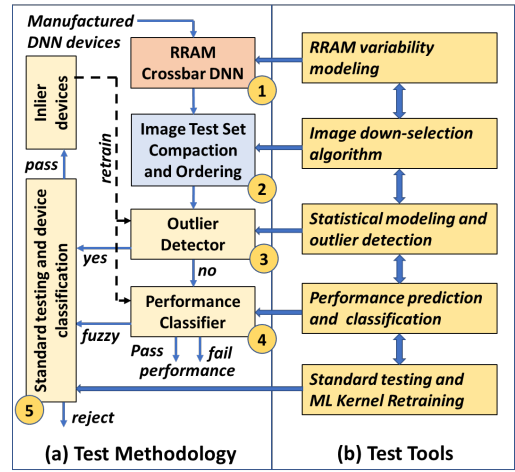 Manufactured
DNN devices
RRAM
Crossbar DNN
1
Inlier
devices
pass
retrain
Image Test Set
Compaction
and Ordering
2
Outlier
Detector
3
yes
no
Standard testing and device
classification
5
Performance
Classifier
4
fuzzy
Pass
fail
performance
reject
(a) Test Methodology
RRAM variability
modeling
Image down-selection
algorithm
Statistical modeling and
outlier detection
Performance prediction
and classification
Standard testing and
ML Kernel Retraining
(b) Test Tools